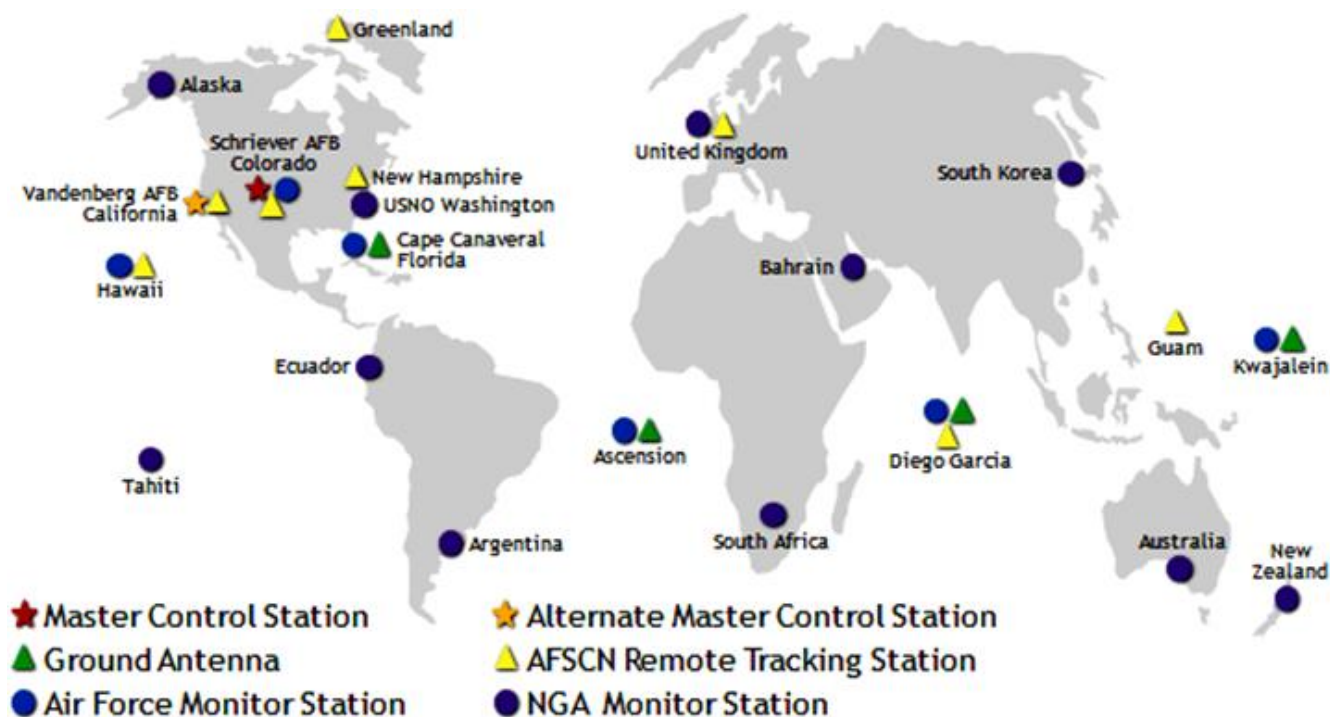 Greenland
Alaska
Schriever AFB
Colorado
New Hampshire
Vandenberg AFB
California
USNO Washington
Cape Canaveral
Florida
Hawaii
United Kingdom
South Korea
Bahrain
Guam
Kwajalein
Ecuador
Ascension
Diego Garcia
Tahiti
Argentina
South Africa
Australia
New
Zealand
Master Control Station
Alternate Master Control Station
Ground Antenna
AFSCN Remote Tracking Station
Air Force Monitor Station
NGA Monitor Station